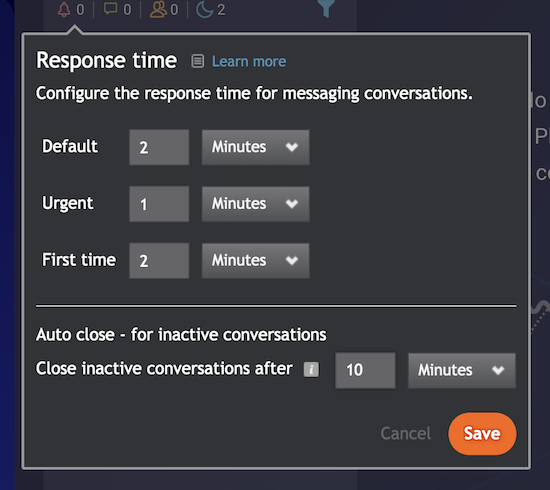 0 0 0 2
Response time Learn more
Configure the response time for messaging conversations.
Default 2 Minutes
Urgent 1 Minutes
First time 2 Minutes
Auto close - for inactive conversations
Close inactive conversations after i 10 Minutes
Cancel Save